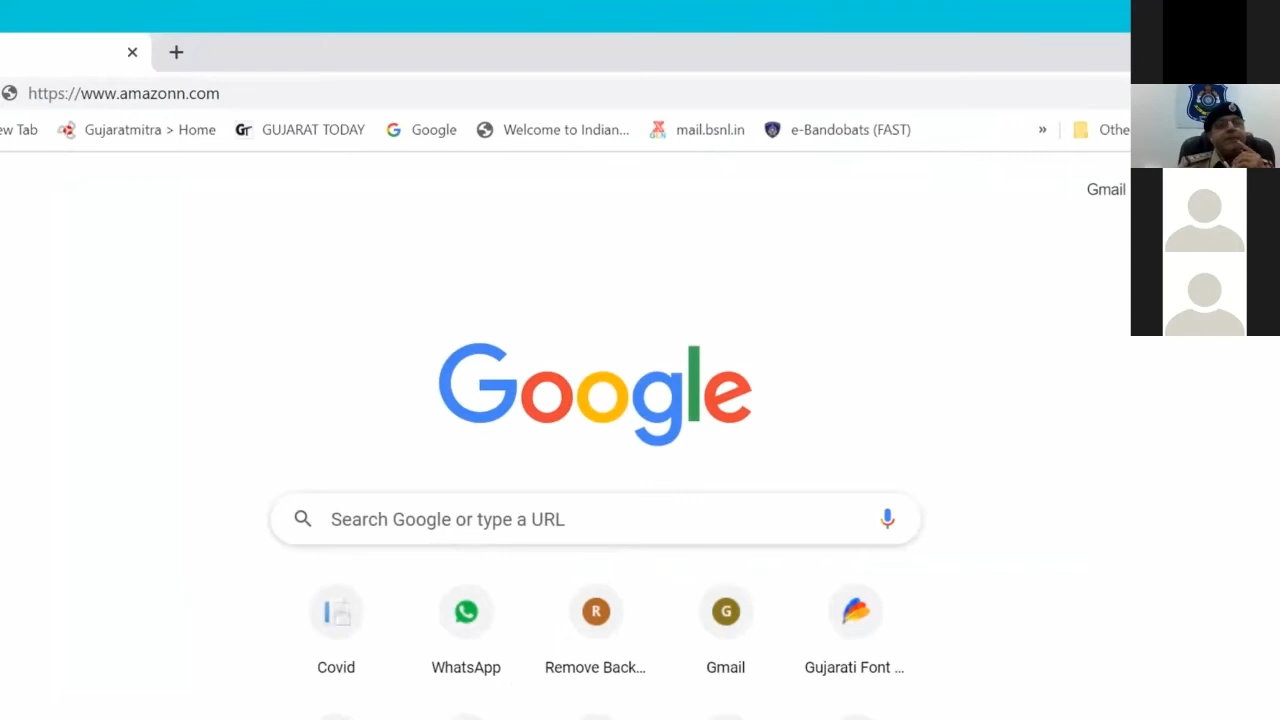 https://www.amazonn.com
ew Tab Gujaratmitra > Home GUJARAT TODAY Google Welcome to Indian... mail.bsnl.in e-Bandobats (FAST) » Othe
Gmail
Google
Search Google or type a URL
Covid WhatsApp Remove Back... Gmail Gujarati Font ...